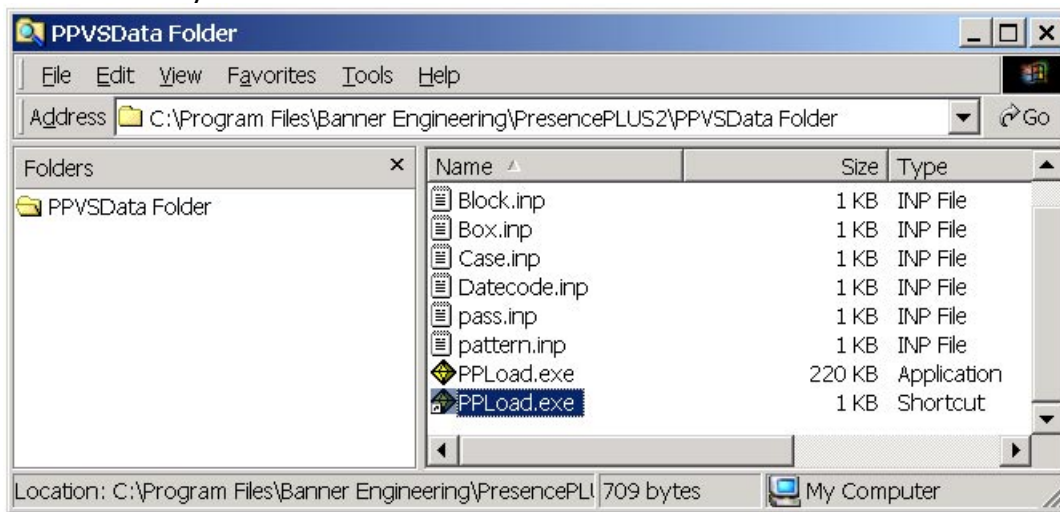 PPVSData Folder
File Edit View Favorites Tools Help
Address C:\Program Files\Banner Engineering\PresencePLUS2\PPVSData Folder Go
Folders
PPVSData Folder
Name Size Type
Block.inp 1 KB INP File
Box.inp 1 KB INP File
Case.inp 1 KB INP File
Datecode.inp 1 KB INP File
pass.inp 1 KB INP File
pattern.inp 1 KB INP File
PPLoad.exe 220 KB Application
PPLoad.exe 1 KB Shortcut
Location: C:\Program Files\Banner Engineering\PresencePL 709 bytes My Computer